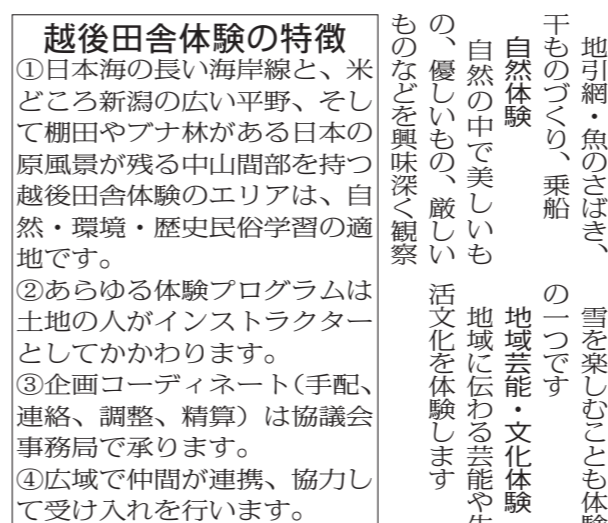 地引網・魚のさばき、
干ものづくり、乗船
自然体験
自然の中で美しいも
の、優しいもの、厳しい
ものなどを興味深く観察
雪を楽しむことも体験
の一つです
地域芸能・文化体験
地域に伝わる芸能や生
活文化を体験します
越後田舎体験の特徴
①日本海の長い海岸線と、米
どころ新潟の広い平野、そし
て棚田やブナ林がある日本の
原風景が残る中山間部を持つ
越後田舎体験のエリアは、自
然・環境・歴史民俗学習の適
地です。
②あらゆる体験プログラムは
土地の人がインストラクター
としてかかわります。
③企画コーディネート（手配、
連絡、調整、精算）は協議会
事務局で承ります。
④広域で仲間が連携、協力し
て受け入れを行います。